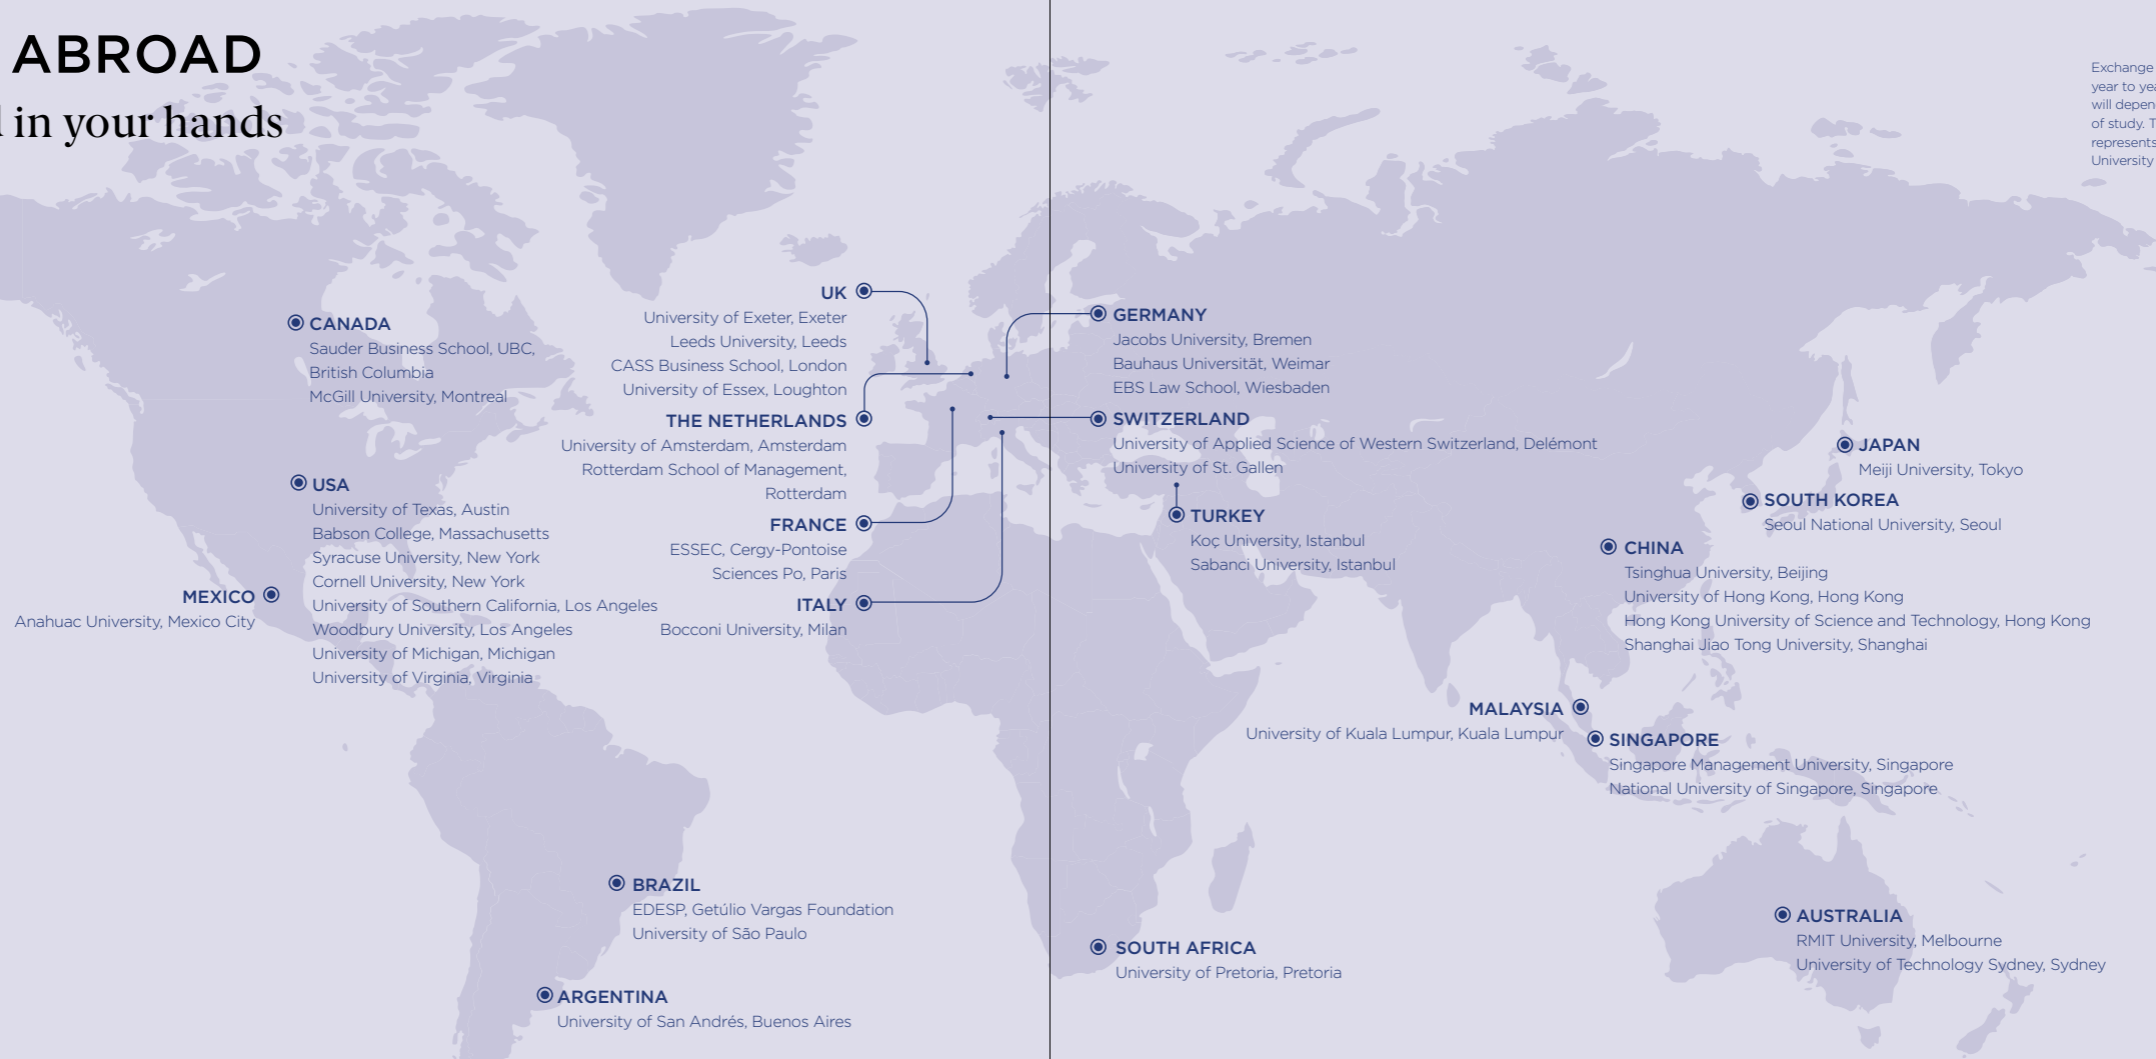 ABROAD
in your hands
Exchange
year to
will
of study.
represents
University
CANADA
Sauder Business School, UBC,
British Columbia
McGill University, Montreal
USA
University of Texas, Austin
Babson College, Massachusetts
Syracuse University, New York
Cornell University, New York
University of Southern California, Los Angeles
Woodbury University, Los Angeles
University of Michigan, Michigan
University of Virginia, Virginia
MEXICO
Anahuac University, Mexico City
UK
University of Exeter, Exeter
Leeds University, Leeds
CASS Business School, London
University of Essex, Loughton
THE NETHERLANDS
University of Amsterdam, Amsterdam
Rotterdam School of Management,
Rotterdam
FRANCE
ESSEC, Cergy-Pontoise
Sciences Po, Paris
ITALY
Bocconi University, Milan
BRAZIL
EDESP, Getúlio Vargas Foundation
University of São Paulo
ARGENTINA
University of San Andrés, Buenos Aires
GERMANY
Jacobs University, Bremen
Bauhaus Universität, Weimar
EBS Law School, Wiesbaden
SWITZERLAND
University of Applied Science of Western Switzerland, Delémont
University of St. Gallen
TURKEY
Koç University, Istanbul
Sabanci University, Istanbul
JAPAN
Meiji University, Tokyo
SOUTH KOREA
Seoul National University, Seoul
CHINA
Tsinghua University, Beijing
University of Hong Kong, Hong Kong
Hong Kong University of Science and Technology, Hong Kong
Shanghai Jiao Tong University, Shanghai
MALAYSIA
University of Kuala Lumpur, Kuala Lumpur
SINGAPORE
Singapore Management University, Singapore
National University of Singapore, Singapore
SOUTH AFRICA
University of Pretoria, Pretoria
AUSTRALIA
RMIT University, Melbourne
University of Technology Sydney, Sydney